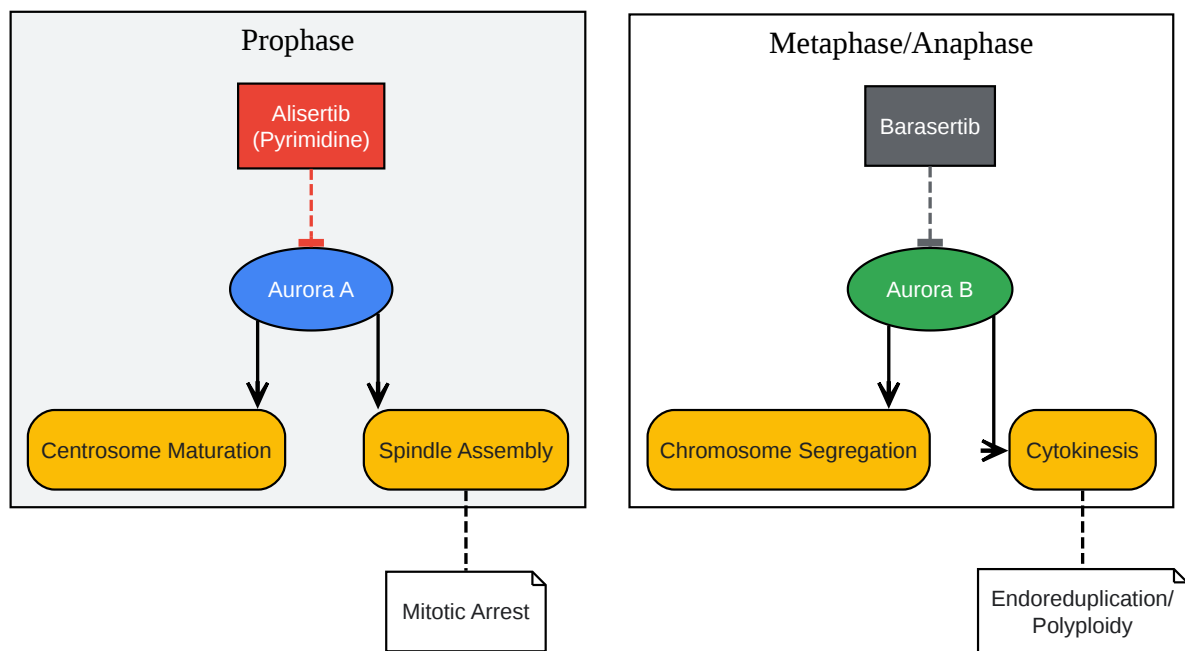 Prophase
Alisertib
(Pyrimidine)
Aurora A
Centrosome Maturation
Spindle Assembly
Mitotic Arrest
Metaphase/Anaphase
Barasertib
Aurora B
Chromosome Segregation
Cytokinesis
Endoreduplication/
Polyploidy